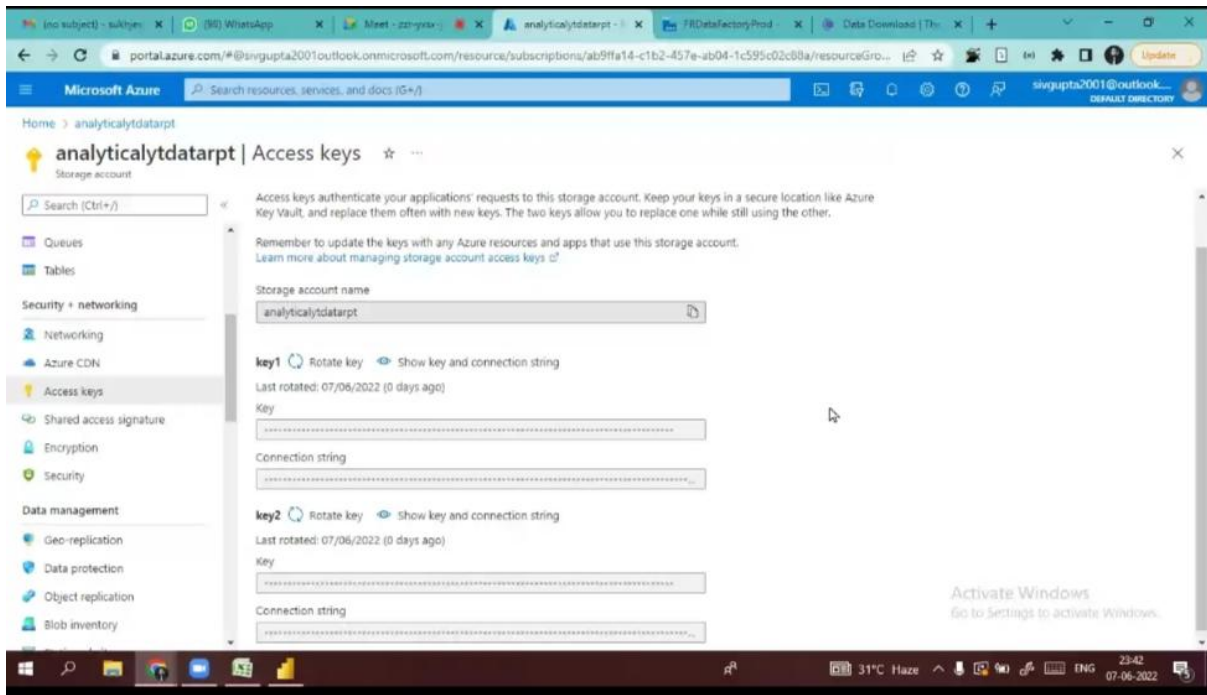 (no subject) - sukhjee
(90) WhatsApp
Meet - zzr-yvsx-
analyticalytdatarpt -
FRDataFactoryProd -
Data Download | The
portal.azure.com/#@sivgupta2001outlook.onmicrosoft.com/resource/subscriptions/ab9ffa14-c1b2-457e-ab04-1c595c02c88a/resourceGro...
Update
Microsoft Azure
Search resources, services, and docs (G+/)
sivgupta2001@outlook....
DEFAULT DIRECTORY
Home > analyticalytdatarpt
analyticalytdatarpt | Access keys
Storage account
Search (Ctrl+/)
Queues
Tables
Security + networking
Networking
Azure CDN
Access keys
Shared access signature
Encryption
Security
Data management
Geo-replication
Data protection
Object replication
Blob inventory
Access keys authenticate your applications' requests to this storage account. Keep your keys in a secure location like Azure
Key Vault, and replace them often with new keys. The two keys allow you to replace one while still using the other.
Remember to update the keys with any Azure resources and apps that use this storage account.
Learn more about managing storage account access keys
Storage account name
analyticalytdatarpt
key1 Rotate key Show key and connection string
Last rotated: 07/06/2022 (0 days ago)
Key
Connection string
key2 Rotate key Show key and connection string
Last rotated: 07/06/2022 (0 days ago)
Key
Connection string
Activate Windows
Go to Settings to activate Windows.
31°C Haze
ENG
23:42
07-06-2022